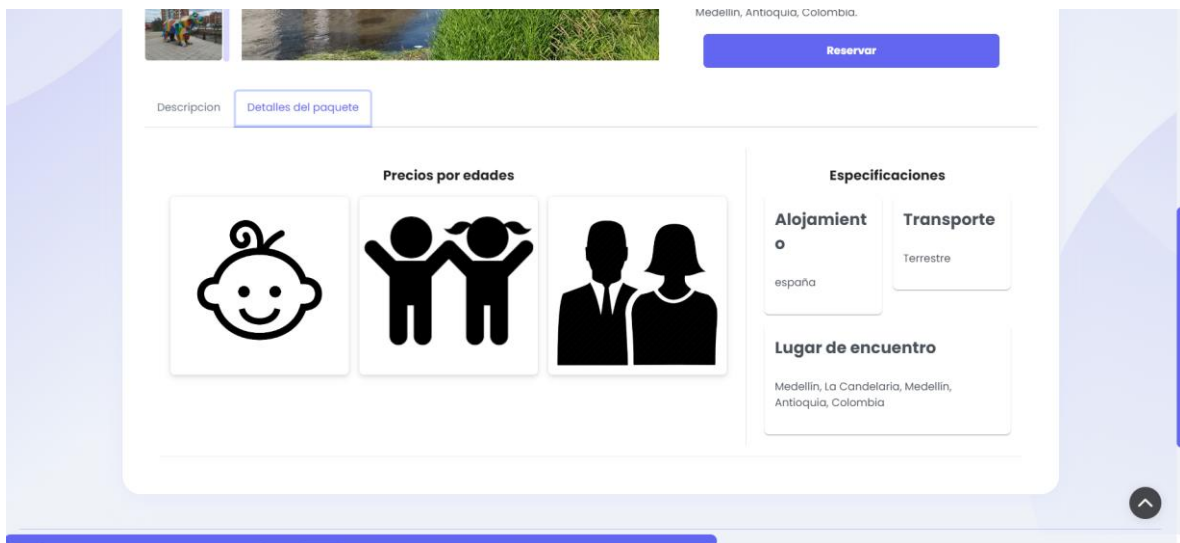 Medellín, Antioquia, Colombia.
Reservar
Descripcion
Detalles del paquete
Precios por edades
Especificaciones
Alojamient
o
españa
Transporte
Terrestre
Lugar de encuentro
Medellín, La Candelaria, Medellín,
Antioquia, Colombia